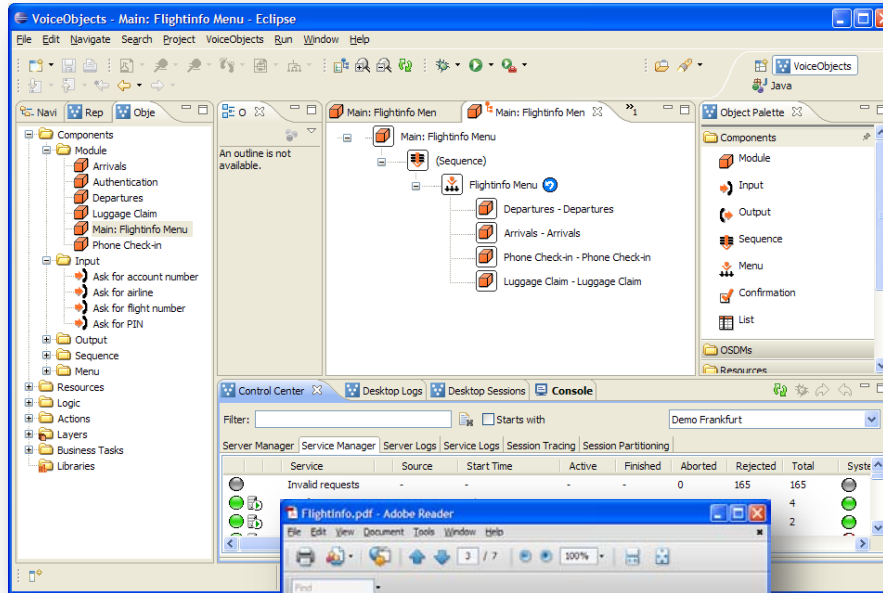 VoiceObjects - Main: Flightinfo Menu - Eclipse
File Edit Navigate Search Project VoiceObjects Run Window Help
VoiceObjects
Java
Navi Rep Obje
O
Main: Flightinfo Men
Main: Flightinfo Men
1
Object Palette
Components
Module
Arrivals
Authentication
Departures
Luggage Claim
Main: Flightinfo Menu
Phone Check-in
Input
Ask for account number
Ask for airline
Ask for flight number
Ask for PIN
Output
Sequence
Menu
Resources
Logic
Actions
Layers
Business Tasks
Libraries
An outline is not
available.
Main: Flightinfo Menu
(Sequence)
Flightinfo Menu
Departures - Departures
Arrivals - Arrivals
Phone Check-in - Phone Check-in
Luggage Claim - Luggage Claim
Components
Module
Input
Output
Sequence
Menu
Confirmation
List
OSDMs
Resources
Control Center Desktop Logs Desktop Sessions Console
Filter: Starts with Demo Frankfurt
Server Manager Service Manager Server Logs Service Logs Session Tracing Session Partitioning
Service Source Start Time Active Finished Aborted Rejected Total Syste
Invalid requests - - - - 0 165 165
4
2
Flightinfo.pdf - Adobe Reader
File Edit View Document Tools Window Help
3 / 7 100%
Find